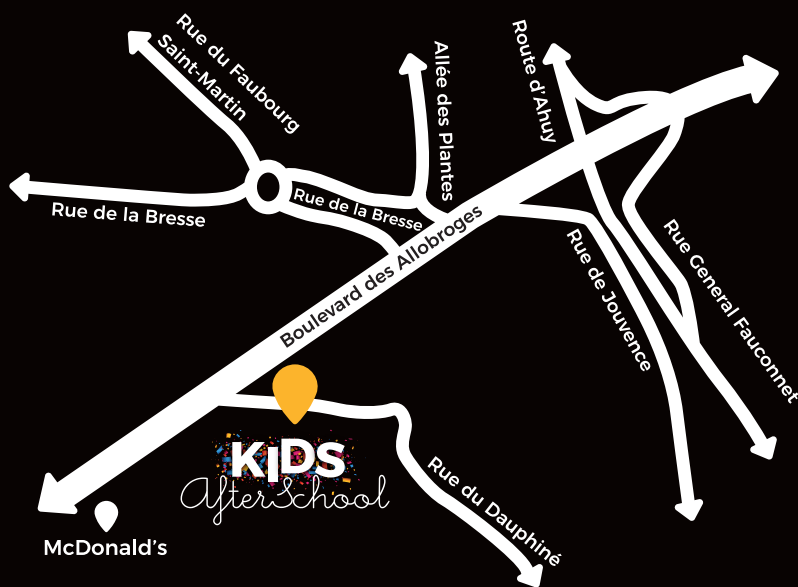 Rue du Faubourg
Saint-Martin
Allée des Plantes
Route d'Ahuy
Rue de la Bresse
Rue de la Bresse
Boulevard des Allobroges
Rue de Jouvence
Rue General Fauconnet
KIDS
AfterSchool
Rue du Dauphiné
McDonald's